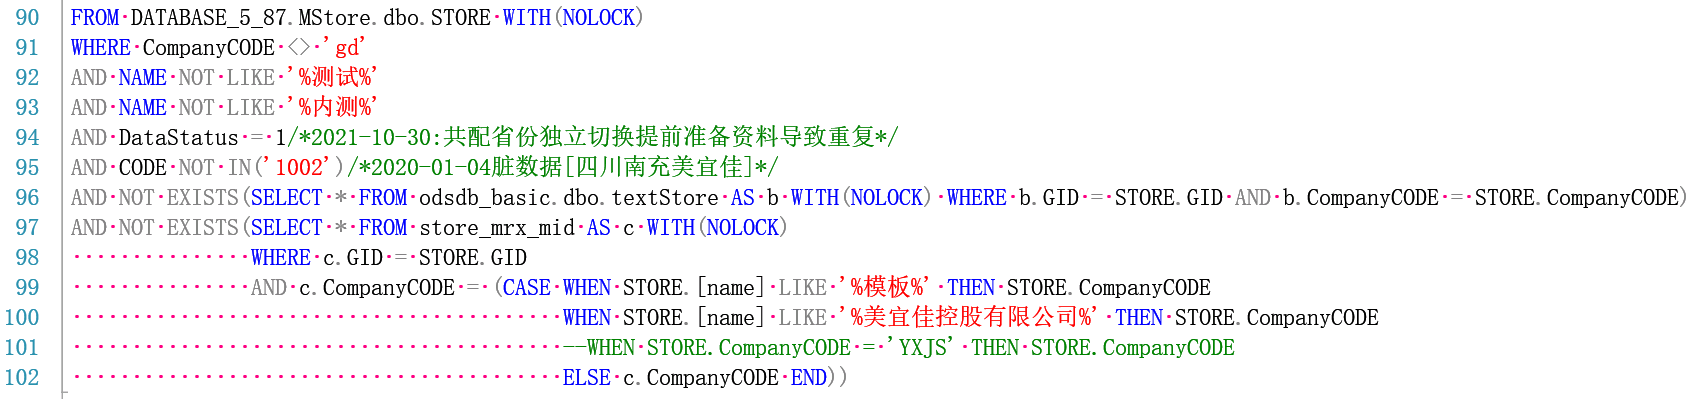 90 FROM DATABASE_5_87.MStore.dbo.STORE WITH(NOLOCK)
91 WHERE CompanyCODE <> 'gd'
92 AND NAME NOT LIKE '%测试%'
93 AND NAME NOT LIKE '%内测%'
94 AND DataStatus = 1/*2021-10-30:共配省份独立切换提前准备资料导致重复*/
95 AND CODE NOT IN('1002')/*2020-01-04脏数据[四川南充美宜佳]*/
96 AND NOT EXISTS(SELECT * FROM odsdb_basic.dbo.textStore AS b WITH(NOLOCK) WHERE b.GID = STORE.GID AND b.CompanyCODE = STORE.CompanyCODE)
97 AND NOT EXISTS(SELECT * FROM store_mrx_mid AS c WITH(NOLOCK)
98                WHERE c.GID = STORE.GID
99                AND c.CompanyCODE = (CASE WHEN STORE.[name] LIKE '%模板%' THEN STORE.CompanyCODE
100                                         WHEN STORE.[name] LIKE '%美宜佳控股有限公司%' THEN STORE.CompanyCODE
101                                         --WHEN STORE.CompanyCODE = 'YXJS' THEN STORE.CompanyCODE
102                                         ELSE c.CompanyCODE END))